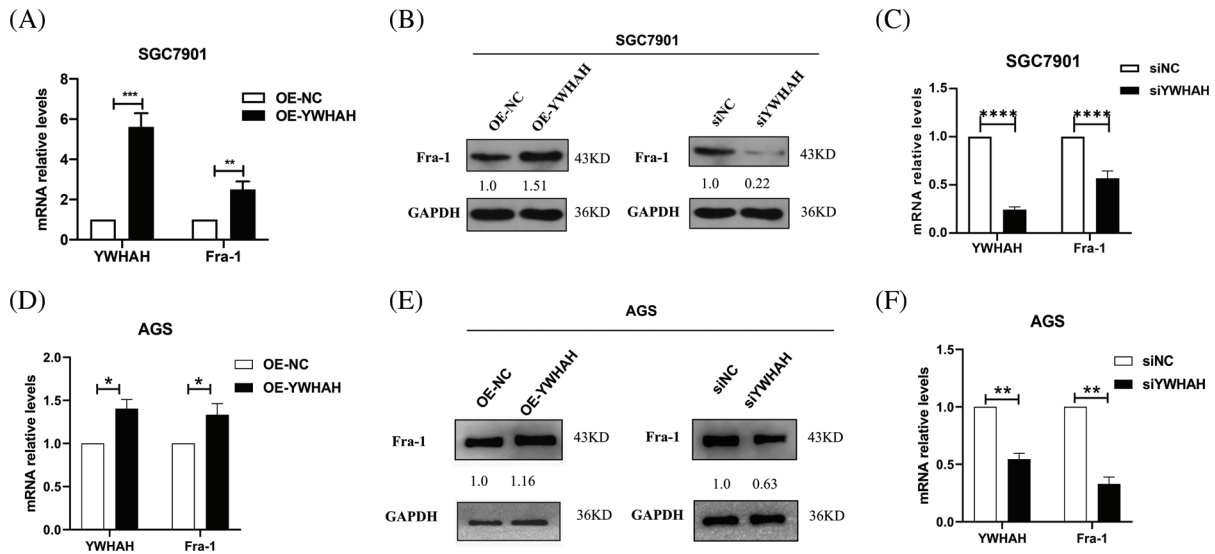 (A)
SGC7901
mRNA relative levels
8
6
4
2
0
***
**
YWHAH Fra-1
OE-NC
OE-YWHAH
(B)
SGC7901
OE-NC OE-YWHAH
Fra-1 43KD
1.0 1.51
GAPDH 36KD
siNC siYWHAH
Fra-1 43KD
1.0 0.22
GAPDH 36KD
(C)
SGC7901
mRNA relative levels
1.5
1.0
0.5
0.0
**** ****
YWHAH Fra-1
siNC
siYWHAH
(D)
AGS
mRNA relative levels
2.0
1.5
1.0
0.5
0.0
* *
YWHAH Fra-1
OE-NC
OE-YWHAH
(E)
AGS
OE-NC OE-YWHAH
Fra-1 43KD
1.0 1.16
GAPDH 36KD
siNC siYWHAH
Fra-1 43KD
1.0 0.63
GAPDH 36KD
(F)
AGS
mRNA relative levels
1.5
1.0
0.5
0.0
** **
YWHAH Fra-1
siNC
siYWHAH